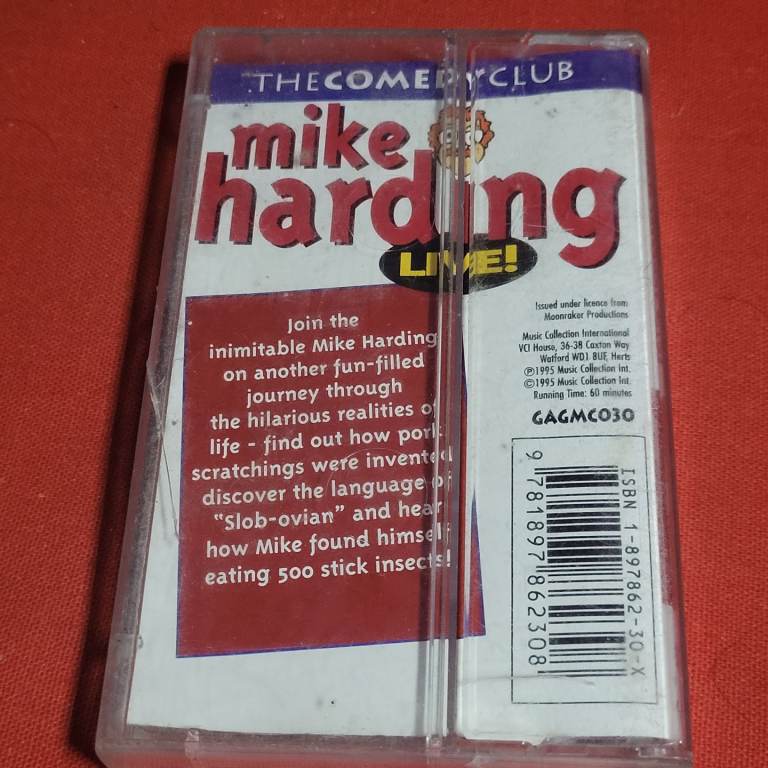 THECOMEDYCLUB
mike
harding
LIVE!
Join the
inimitable Mike Harding
on another fun-filled
journey through
the hilarious realities of
life - find out how pork
scratchings were invented
discover the language of
"Slob-ovian" and hear
how Mike found himself
eating 500 stick insects!
Issued under licence from
Moonraker Productions
Music Collection International
VCI House, 36-38 Caxton Way
Watford WD1 8UF, Herts
℗1995 Music Collection Int.
©1995 Music Collection Int.
Running Time: 60 minutes
GAGMC030
ISBN 1-897862-30-X
9 781897 862308